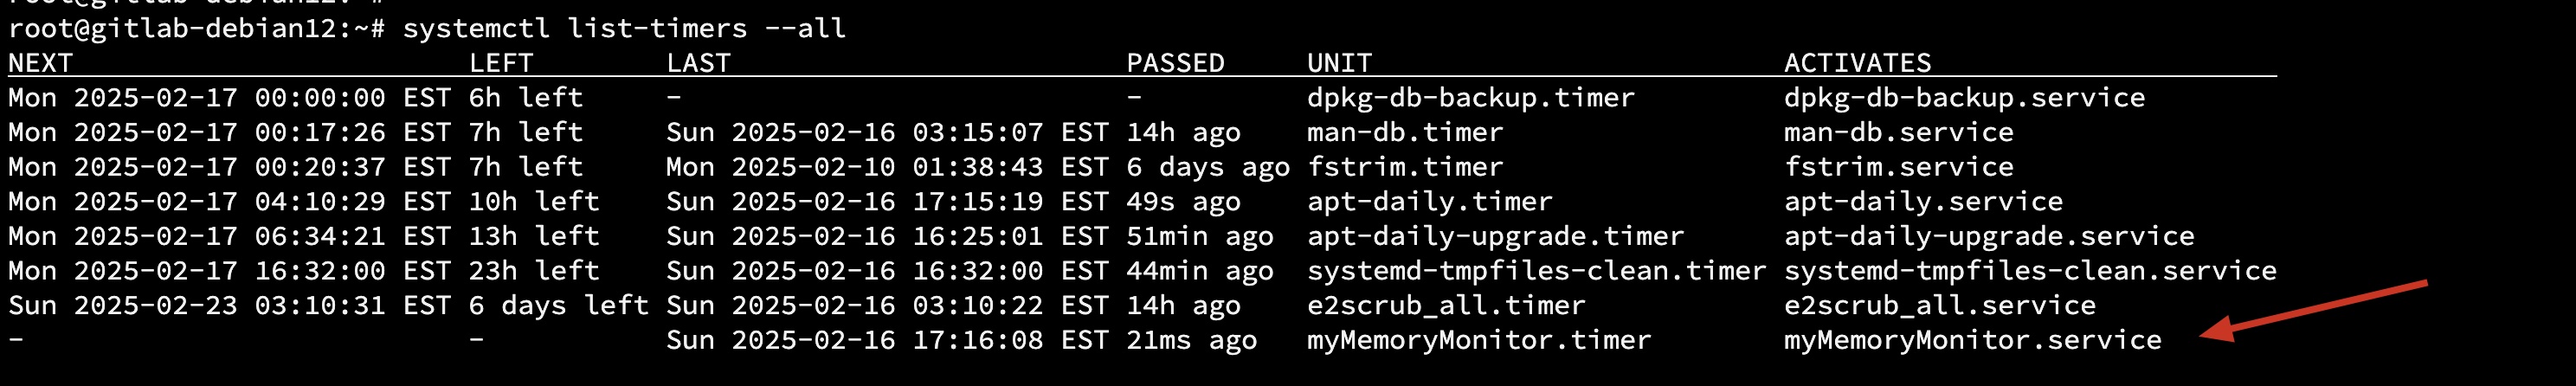 root@gitlab-debian12:~#
root@gitlab-debian12:~# systemctl list-timers --all
NEXT                        LEFT        LAST                        PASSED     UNIT                         ACTIVATES
Mon 2025-02-17 00:00:00 EST 6h left     -                           -          dpkg-db-backup.timer         dpkg-db-backup.service
Mon 2025-02-17 00:17:26 EST 7h left     Sun 2025-02-16 03:15:07 EST 14h ago    man-db.timer                 man-db.service
Mon 2025-02-17 00:20:37 EST 7h left     Mon 2025-02-10 01:38:43 EST 6 days ago fstrim.timer                 fstrim.service
Mon 2025-02-17 04:10:29 EST 10h left    Sun 2025-02-16 17:15:19 EST 49s ago    apt-daily.timer              apt-daily.service
Mon 2025-02-17 06:34:21 EST 13h left    Sun 2025-02-16 16:25:01 EST 51min ago  apt-daily-upgrade.timer      apt-daily-upgrade.service
Mon 2025-02-17 16:32:00 EST 23h left    Sun 2025-02-16 16:32:00 EST 44min ago  systemd-tmpfiles-clean.timer systemd-tmpfiles-clean.service
Sun 2025-02-23 03:10:31 EST 6 days left Sun 2025-02-16 03:10:22 EST 14h ago    e2scrub_all.timer            e2scrub_all.service
-                           -           Sun 2025-02-16 17:16:08 EST 21ms ago   myMemoryMonitor.timer        myMemoryMonitor.service